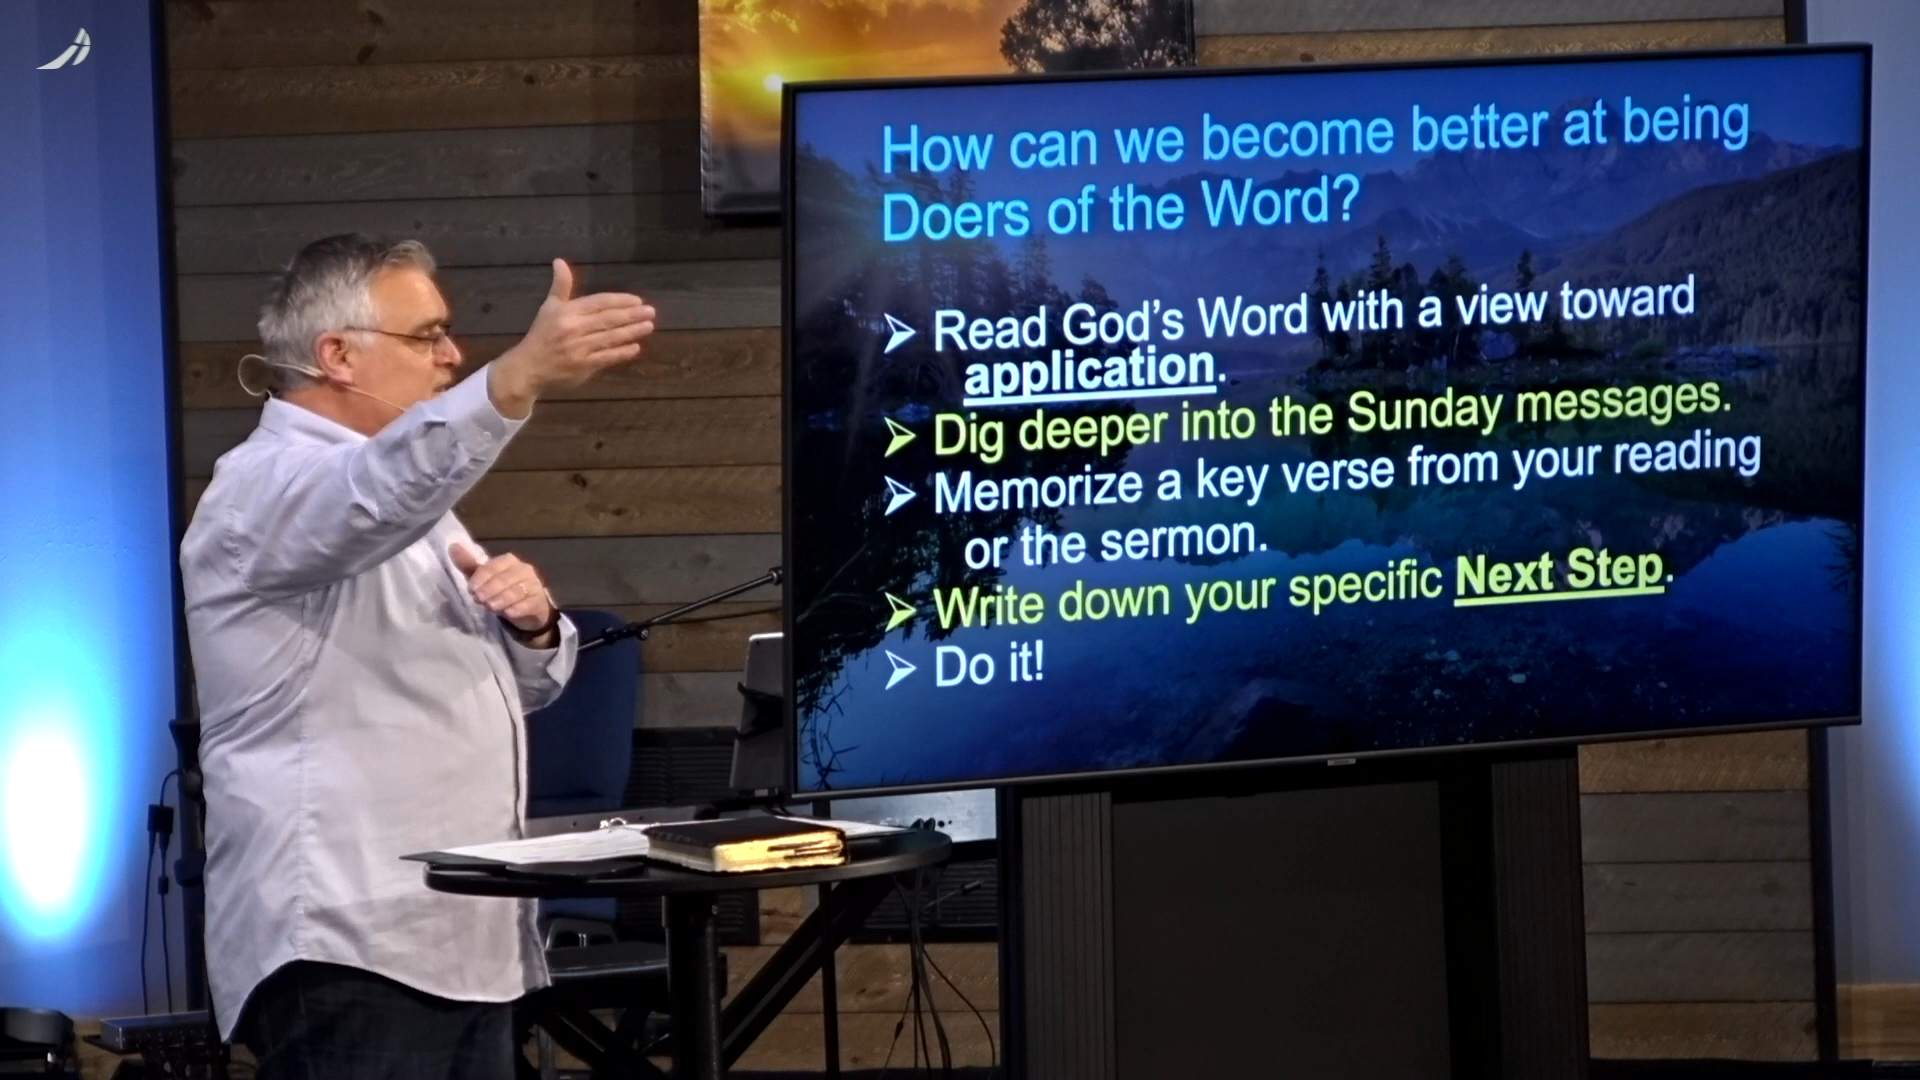 How can we become better at being
Doers of the Word?
➢ Read God's Word with a view toward
application.
➢ Dig deeper into the Sunday messages.
➢ Memorize a key verse from your reading
or the sermon.
➢ Write down your specific Next Step.
➢ Do it!